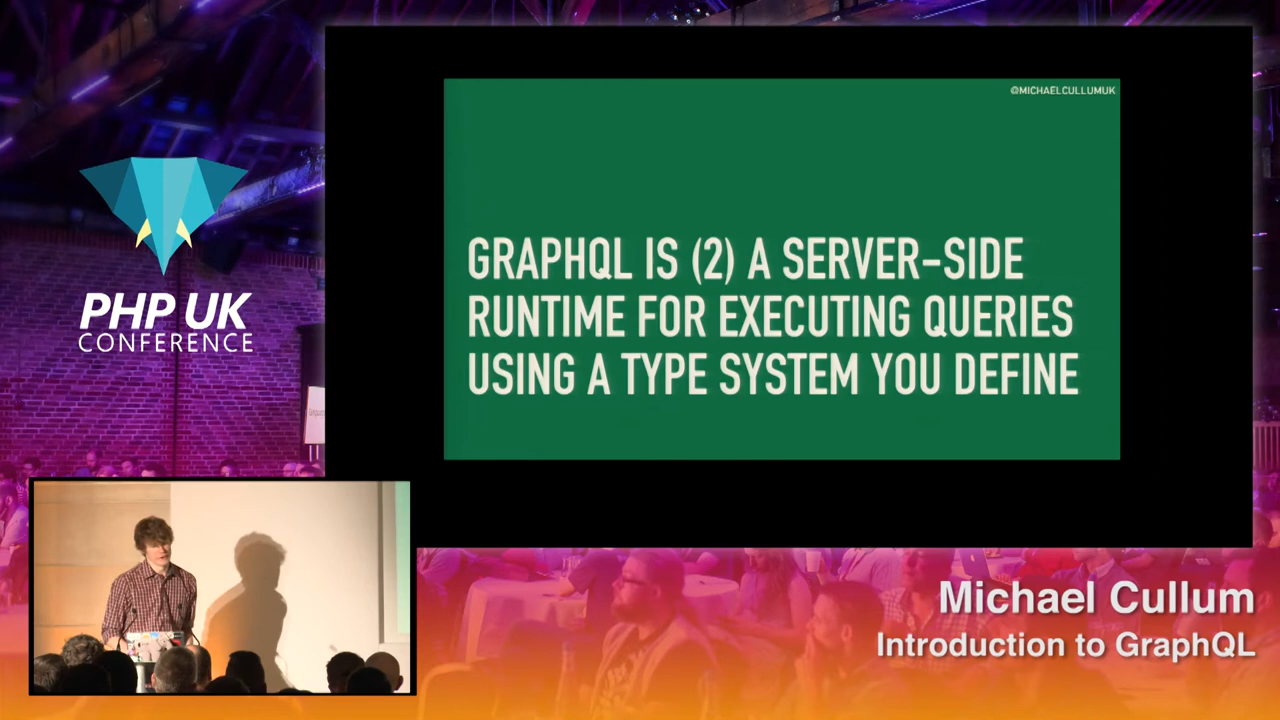 @MICHAELCULLUMUK
GRAPHQL IS (2) A SERVER-SIDE
RUNTIME FOR EXECUTING QUERIES
USING A TYPE SYSTEM YOU DEFINE
PHP UK
CONFERENCE
Michael Cullum
Introduction to GraphQL